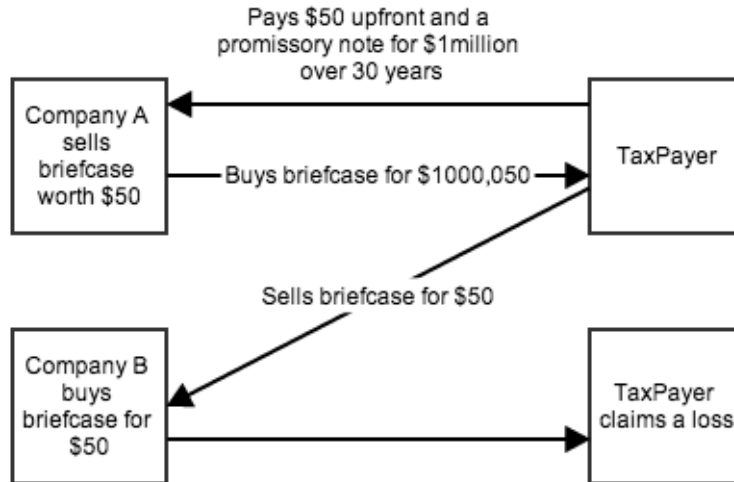 Pays $50 upfront and a
promissory note for $1million
over 30 years
Company A
sells
briefcase
worth $50
Buys briefcase for $1000,050
TaxPayer
Sells briefcase for $50
Company B
buys
briefcase for
$50
TaxPayer
claims a loss